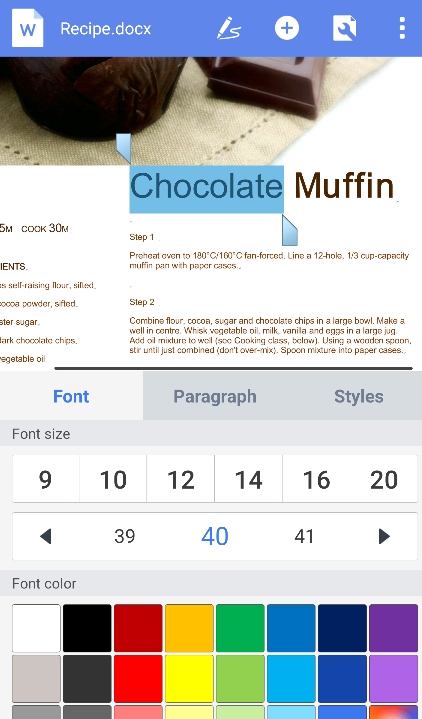 W Recipe.docx
Chocolate Muffin
5M COOK 30M
Step 1
Preheat oven to 180°C/160°C fan-forced. Line a 12-hole, 1/3 cup-capacity
muffin pan with paper cases.
IENTS
s self-raising flour, sifted
cocoa powder, sifted
ster sugar
dark chocolate chips
vegetable oil
Step 2
Combine flour, cocoa, sugar and chocolate chips in a large bowl. Make a
well in centre. Whisk vegetable oil, milk, vanilla and eggs in a large jug.
Add oil mixture to well (see Cooking class, below). Using a wooden spoon,
stir until just combined (don't over-mix). Spoon mixture into paper cases.
Font Paragraph Styles
Font size
9 10 12 14 16 20
39 40 41
Font color